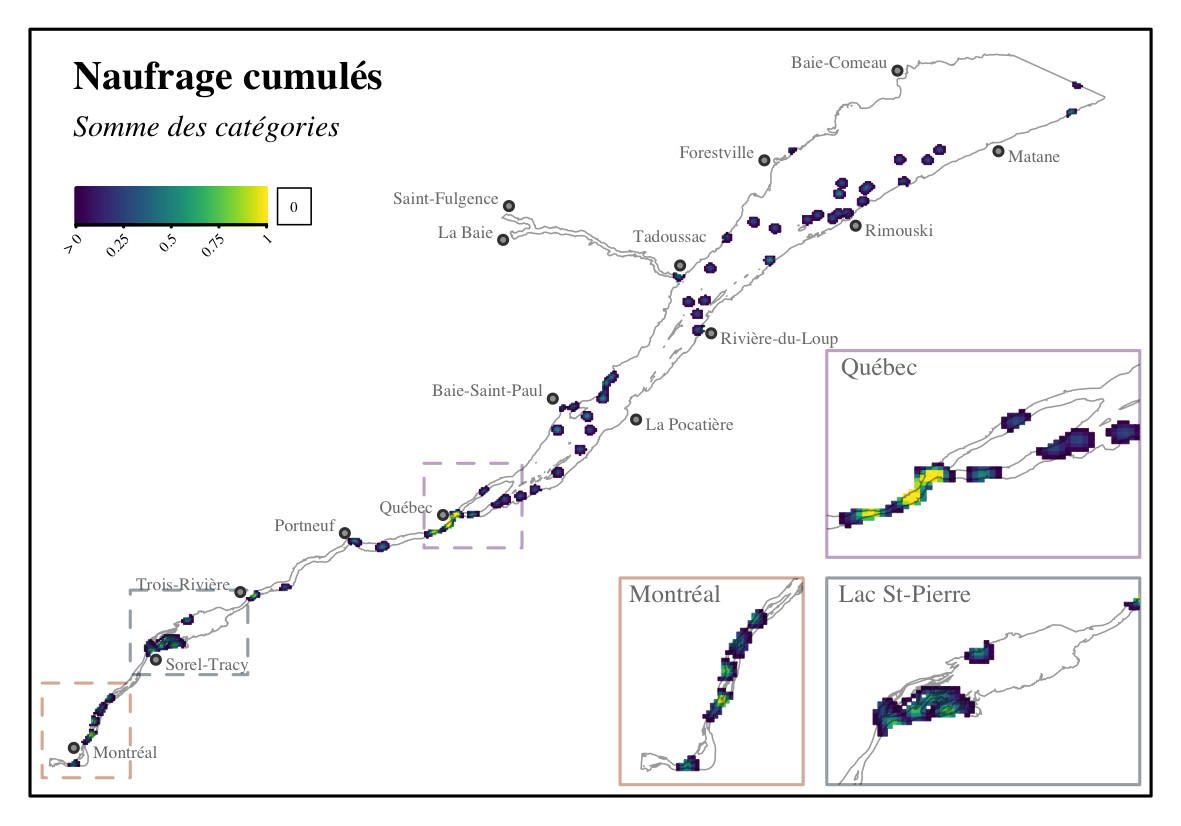 Naufrage cumulés
Somme des catégories
> 0
0.25
0.5
0.75
1
0
Baie-Comeau
Forestville
Matane
Saint-Fulgence
La Baie
Tadoussac
Rimouski
Rivière-du-Loup
Baie-Saint-Paul
La Pocatière
Québec
Portneuf
Trois-Rivière
Sorel-Tracy
Montréal
Québec
Montréal
Lac St-Pierre